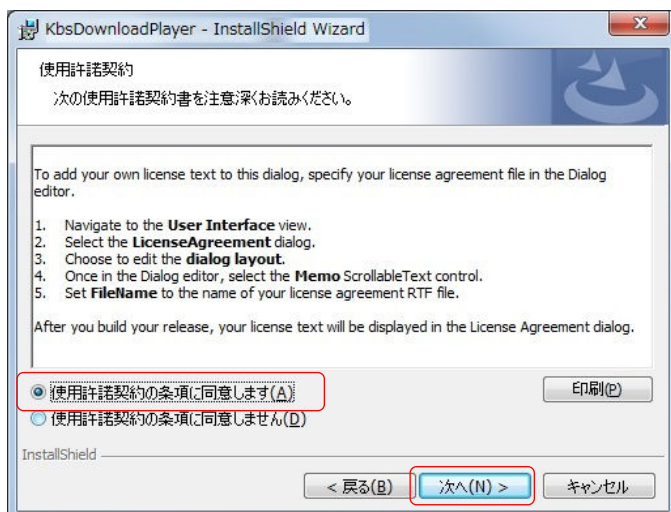 KbsDownloadPlayer - InstallShield Wizard
使用許諾契約
次の使用許諾契約書を注意深くお読みください。
To add your own license text to this dialog, specify your license agreement file in the Dialog
editor.
1. Navigate to the User Interface view.
2. Select the LicenseAgreement dialog.
3. Choose to edit the dialog layout.
4. Once in the Dialog editor, select the Memo ScrollableText control.
5. Set FileName to the name of your license agreement RTF file.
After you build your release, your license text will be displayed in the License Agreement dialog.
使用許諾契約の条項に同意します(A)
印刷(P)
使用許諾契約の条項に同意しません(D)
InstallShield
< 戻る(B)
次へ(N) >
キャンセル